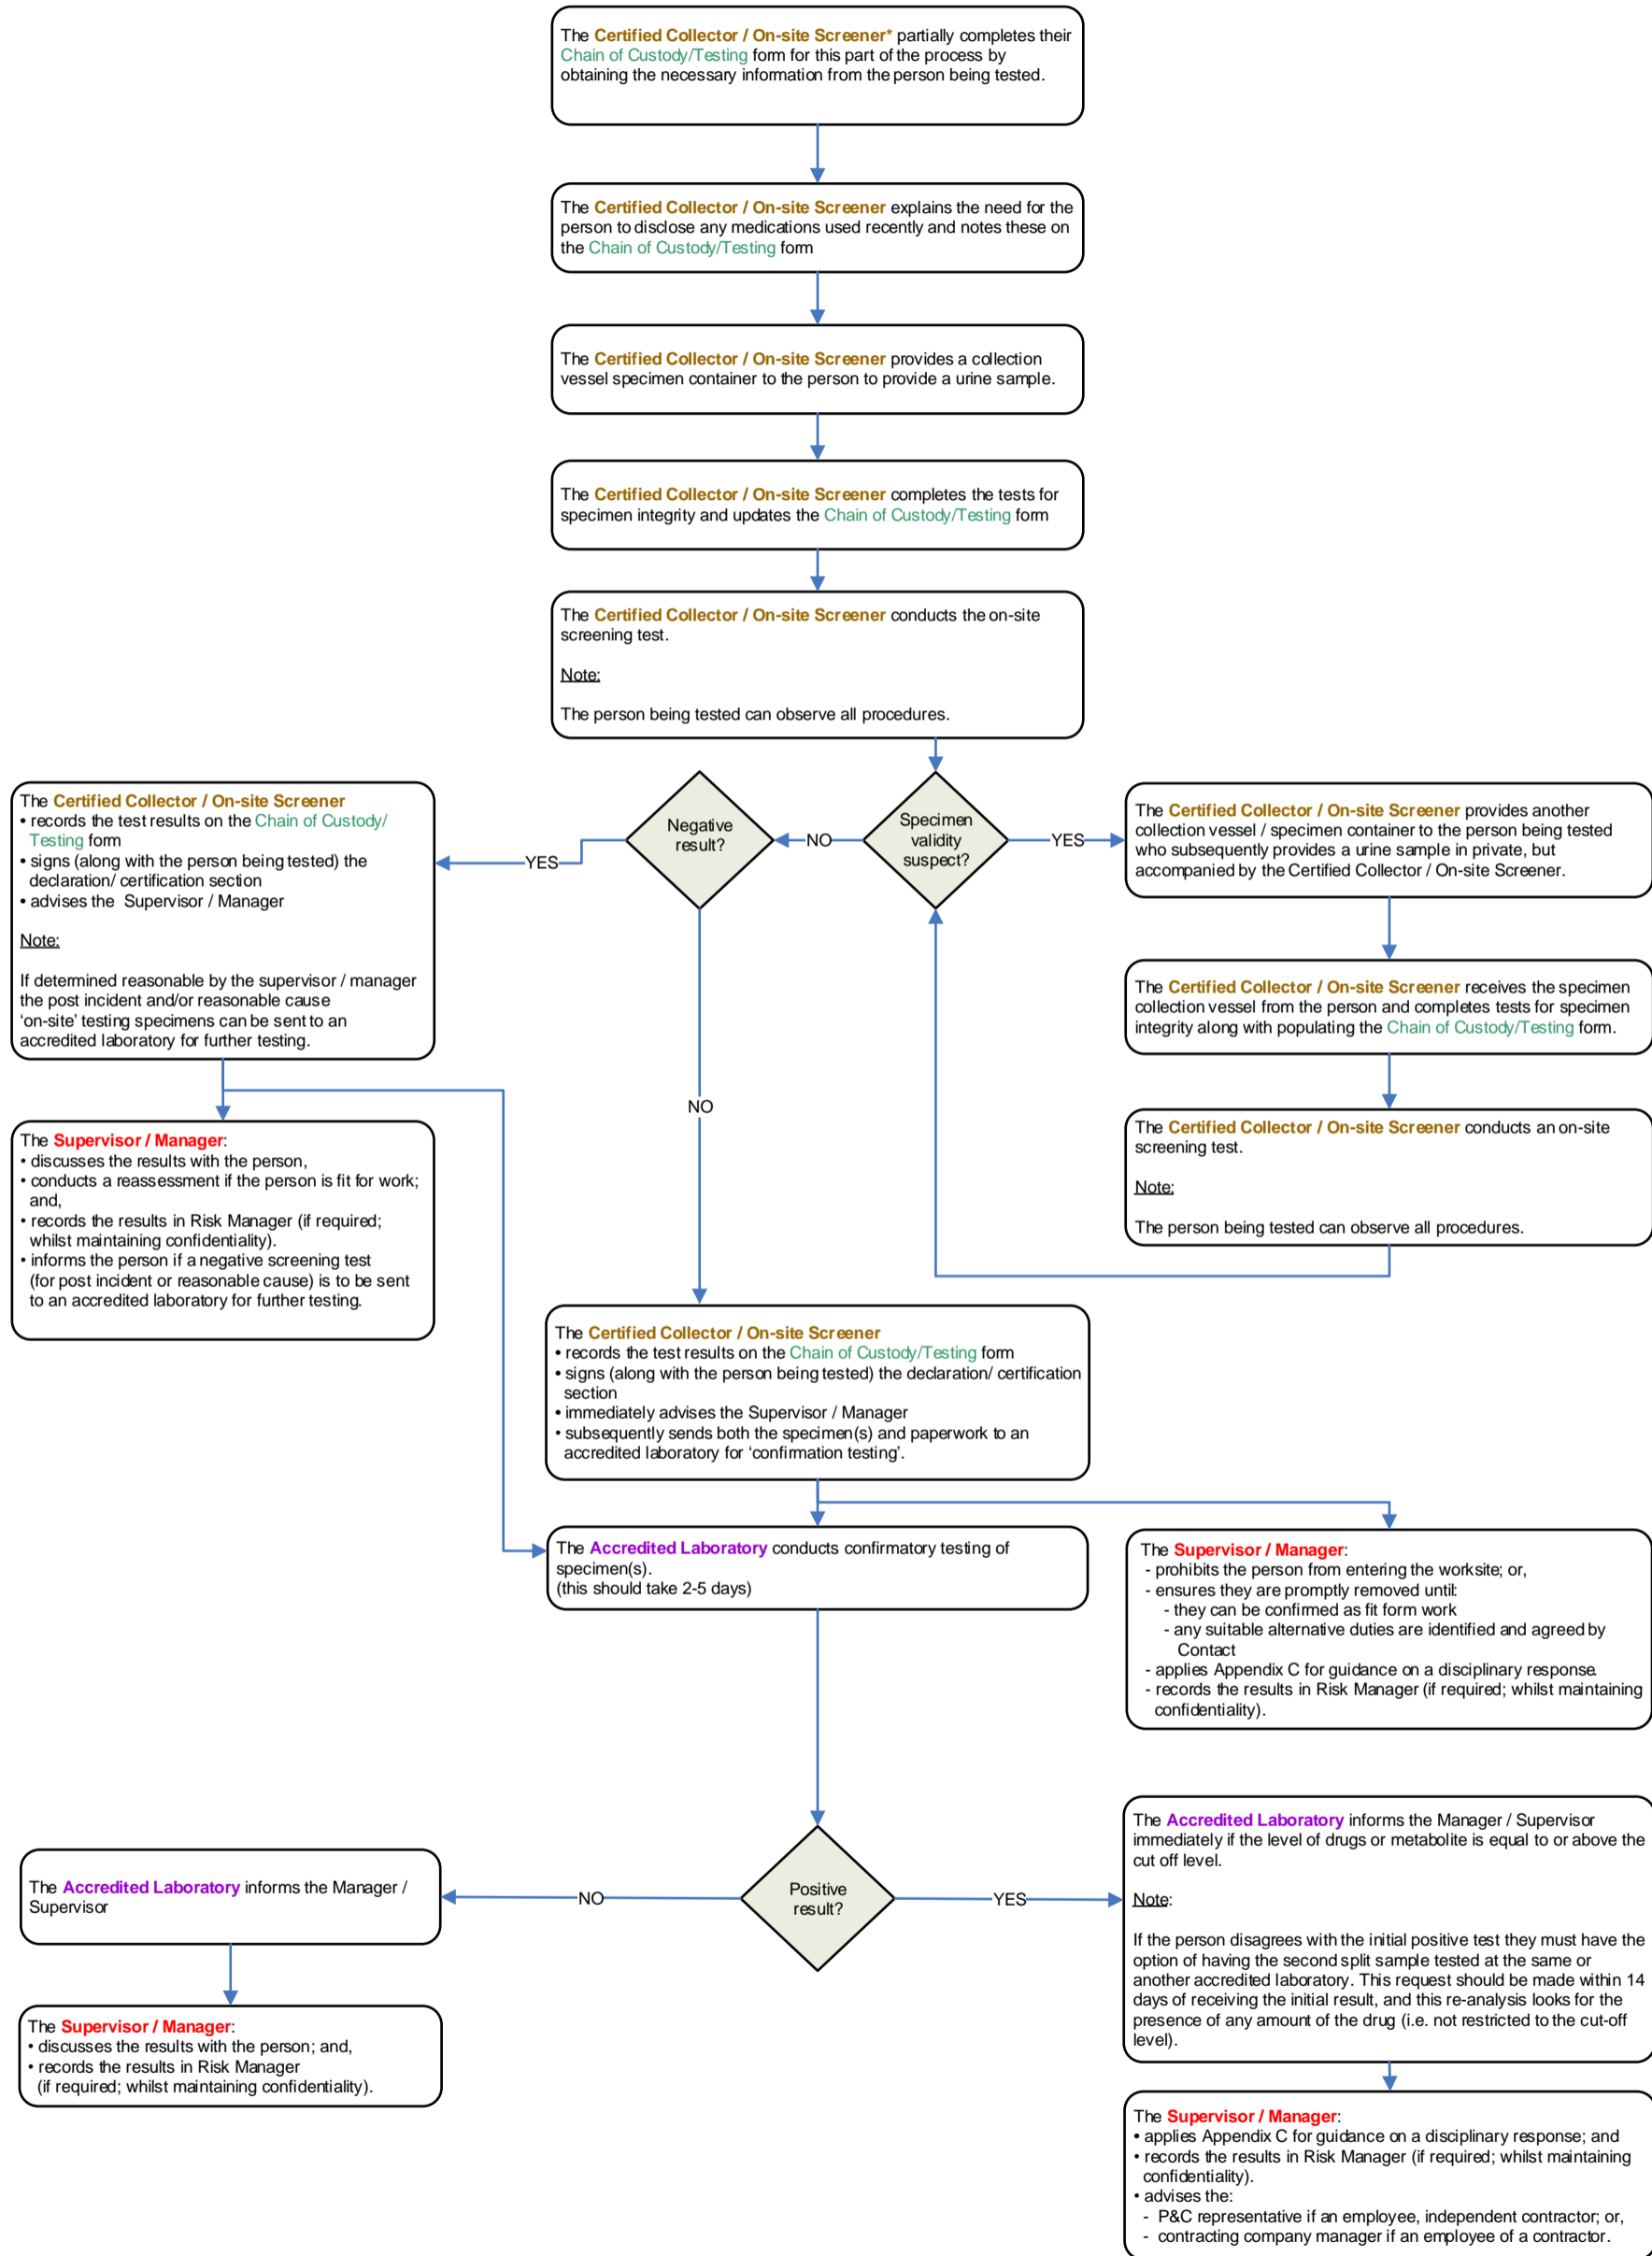 The Certified Collector / On-site Screener* partially completes their
Chain of Custody/Testing form for this part of the process by
obtaining the necessary information from the person being tested.
The Certified Collector / On-site Screener explains the need for the
person to disclose any medications used recently and notes these on
the Chain of Custody/Testing form
The Certified Collector / On-site Screener provides a collection
vessel specimen container to the person to provide a urine sample.
The Certified Collector / On-site Screener completes the tests for
specimen integrity and updates the Chain of Custody/Testing form
The Certified Collector / On-site Screener conducts the on-site
screening test.
Note:
The person being tested can observe all procedures.
The Certified Collector / On-site Screener
• records the test results on the Chain of Custody/
Testing form
• signs (along with the person being tested) the
declaration/ certification section
• advises the  Supervisor / Manager
Note:
If determined reasonable by the supervisor / manager
the post incident and/or reasonable cause
‘on-site’ testing specimens can be sent to an
accredited laboratory for further testing.
YES
Negative
result?
NO
Specimen
validity
suspect?
YES
The Certified Collector / On-site Screener provides another
collection vessel / specimen container to the person being tested
who subsequently provides a urine sample in private, but
accompanied by the Certified Collector / On-site Screener.
The Certified Collector / On-site Screener receives the specimen
collection vessel from the person and completes tests for specimen
integrity along with populating the Chain of Custody/Testing form.
The Certified Collector / On-site Screener conducts an on-site
screening test.
Note:
The person being tested can observe all procedures.
NO
The Supervisor / Manager:
• discusses the results with the person,
• conducts a reassessment if the person is fit for work;
and,
• records the results in Risk Manager (if required;
whilst maintaining confidentiality).
• informs the person if a negative screening test
(for post incident or reasonable cause) is to be sent
to an accredited laboratory for further testing.
The Certified Collector / On-site Screener
• records the test results on the Chain of Custody/Testing form
• signs (along with the person being tested) the declaration/ certification
section
• immediately advises the Supervisor / Manager
• subsequently sends both the specimen(s) and paperwork to an
accredited laboratory for ‘confirmation testing’.
The Accredited Laboratory conducts confirmatory testing of
specimen(s).
(this should take 2-5 days)
The Supervisor / Manager:
- prohibits the person from entering the worksite; or,
- ensures they are promptly removed until:
- they can be confirmed as fit form work
- any suitable alternative duties are identified and agreed by
Contact
- applies Appendix C for guidance on a disciplinary response.
- records the results in Risk Manager (if required; whilst maintaining
confidentiality).
Positive
result?
NO
YES
The Accredited Laboratory informs the Manager /
Supervisor
The Supervisor / Manager:
• discusses the results with the person; and,
• records the results in Risk Manager
(if required; whilst maintaining confidentiality).
The Accredited Laboratory informs the Manager / Supervisor
immediately if the level of drugs or metabolite is equal to or above the
cut off level.
Note:
If the person disagrees with the initial positive test they must have the
option of having the second split sample tested at the same or
another accredited laboratory. This request should be made within 14
days of receiving the initial result, and this re-analysis looks for the
presence of any amount of the drug (i.e. not restricted to the cut-off
level).
The Supervisor / Manager:
• applies Appendix C for guidance on a disciplinary response; and
• records the results in Risk Manager (if required; whilst maintaining
confidentiality).
• advises the:
- P&C representative if an employee, independent contractor; or,
- contracting company manager if an employee of a contractor.